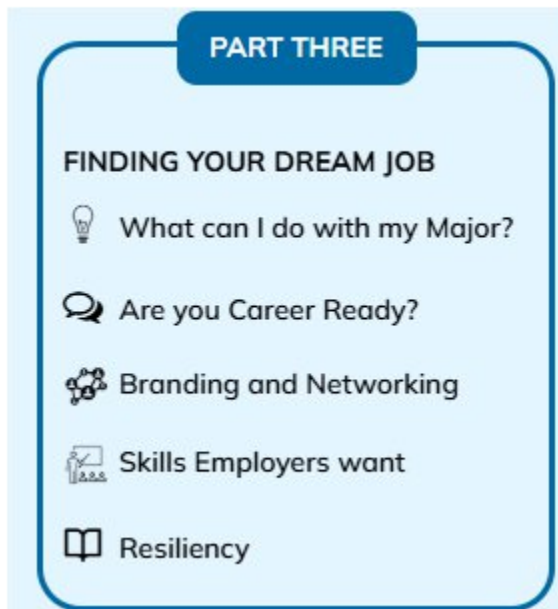 PART THREE
FINDING YOUR DREAM JOB
What can I do with my Major?
Are you Career Ready?
Branding and Networking
Skills Employers want
Resiliency